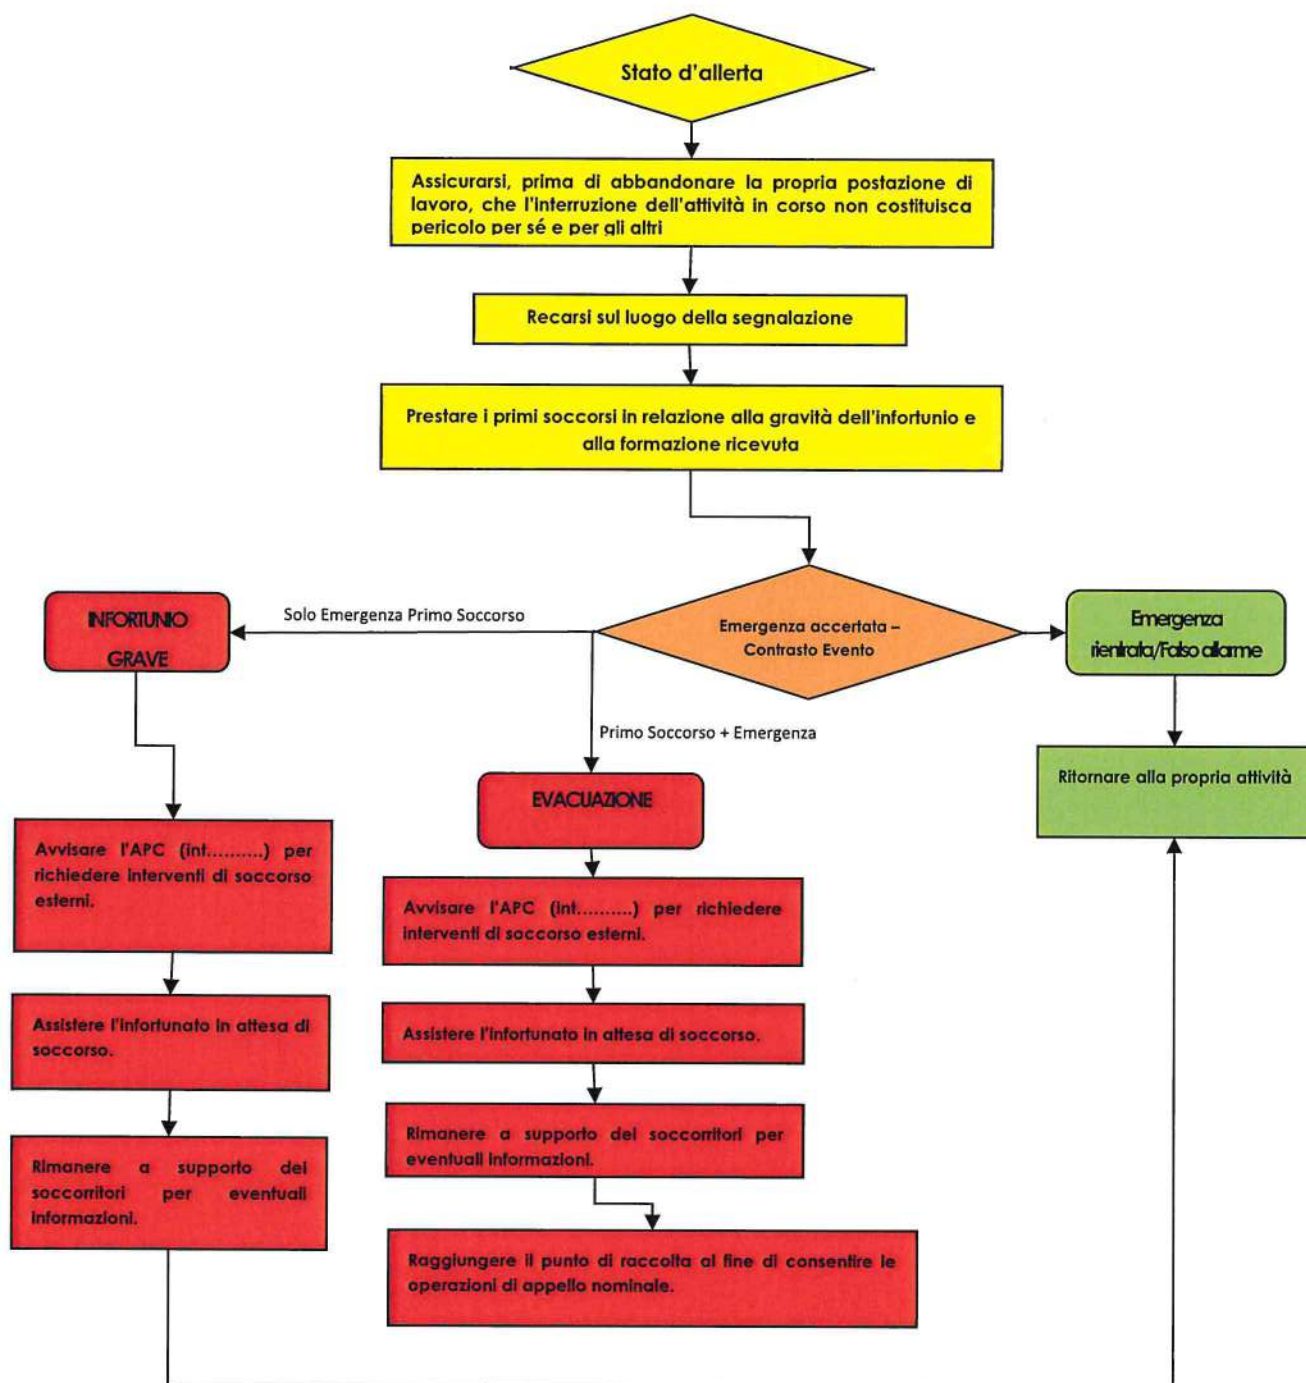 Stato d'allerta
Assicurarsi, prima di abbandonare la propria postazione di
lavoro, che l'interruzione dell'attività in corso non costituisca
pericolo per sé e per gli altri
Recarsi sul luogo della segnalazione
Prestare i primi soccorsi in relazione alla gravità dell'infortunio e
alla formazione ricevuta
Emergenza accertata –
Contrasto Evento
Solo Emergenza Primo Soccorso
INFORTUNIO
GRAVE
Emergenza
rientrata/Falso allarme
Primo Soccorso + Emergenza
Ritornare alla propria attività
EVACUAZIONE
Avvisare l'APC (int..........) per
richiedere interventi di soccorso
esterni.
Assistere l'infortunato in attesa di
soccorso.
Rimanere a supporto dei
soccorritori per eventuali
informazioni.
Avvisare l'APC (int..........) per richiedere
interventi di soccorso esterni.
Assistere l'infortunato in attesa di soccorso.
Rimanere a supporto dei soccorritori per
eventuali informazioni.
Raggiungere il punto di raccolta al fine di consentire le
operazioni di appello nominale.